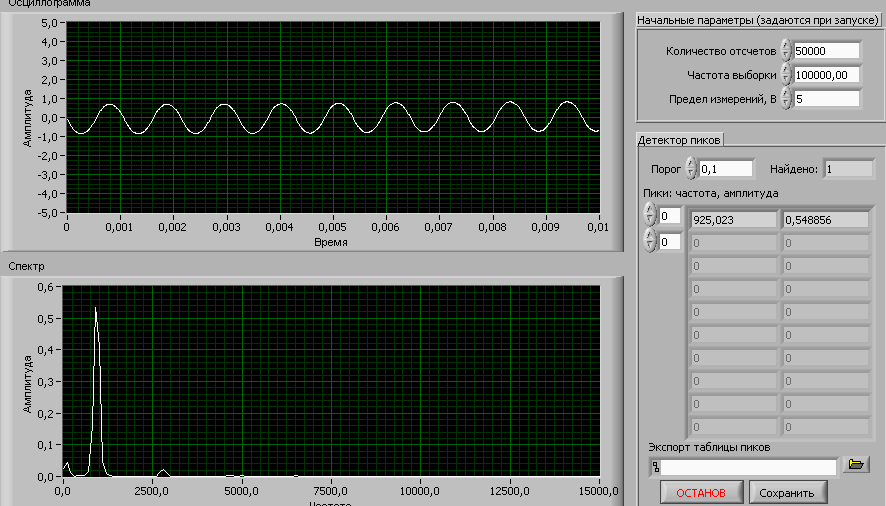 Осциллограмма
5,0
4,0
3,0
2,0
1,0
0,0
-1,0
-2,0
-3,0
-4,0
-5,0
Амплитуда
0 0,001 0,002 0,003 0,004 0,005 0,006 0,007 0,008 0,009 0,01
Время
Спектр
0,6
0,5
0,4
0,3
0,2
0,1
0,0
Амплитуда
0,0 2500,0 5000,0 7500,0 10000,0 12500,0 15000,0
Частота
Начальные параметры (задаются при запуске)
Количество отсчетов 50000
Частота выборки 100000,00
Предел измерений, В 5
Детектор пиков
Порог 0,1 Найдено: 1
Пики: частота, амплитуда
0 925,023 0,548856
0 0 0
0 0
0 0
0 0
0 0
0 0
0 0
0 0
0 0
Экспорт таблицы пиков
ОСТАНОВ Сохранить